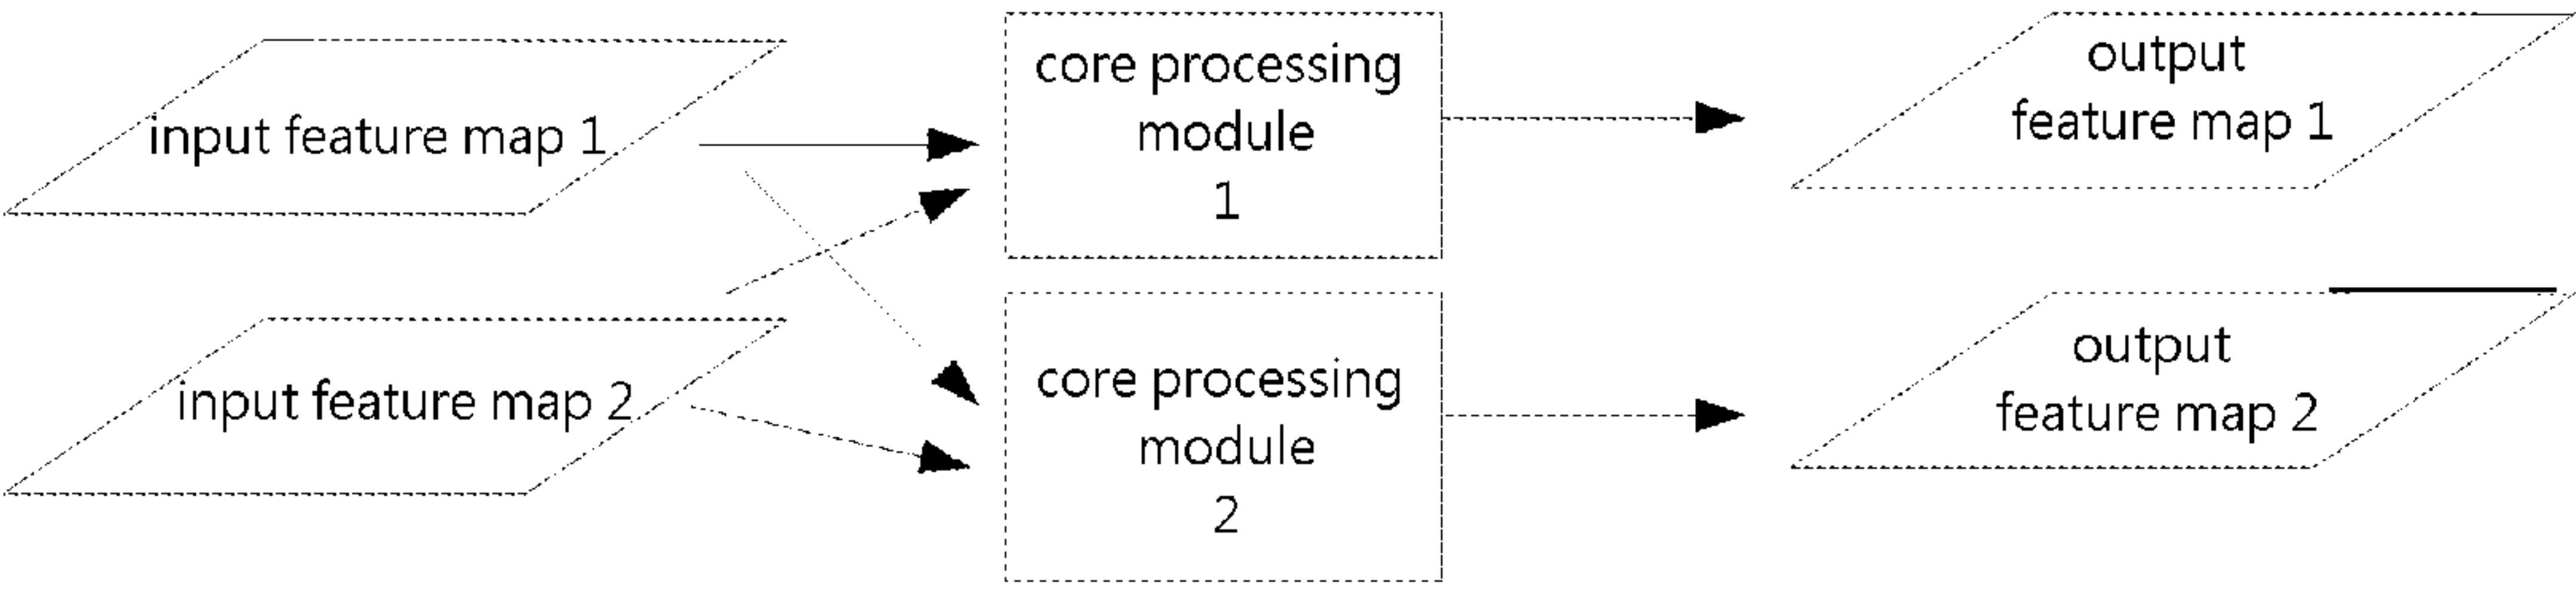 input feature map 1
core processing
module
1
output
feature map 1
input feature map 2
core processing
module
2
output
feature map 2